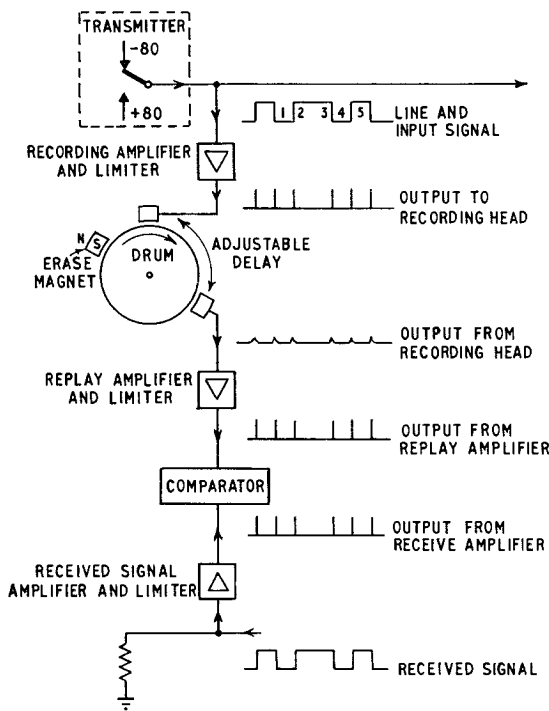 TRANSMITTER
-80
+80
1 2 3 4 5
LINE AND
INPUT SIGNAL
RECORDING AMPLIFIER
AND LIMITER
OUTPUT TO
RECORDING HEAD
N S
ERASE
MAGNET
DRUM
ADJUSTABLE
DELAY
OUTPUT FROM
RECORDING HEAD
REPLAY AMPLIFIER
AND LIMITER
OUTPUT FROM
REPLAY AMPLIFIER
COMPARATOR
OUTPUT FROM
RECEIVE AMPLIFIER
RECEIVED SIGNAL
AMPLIFIER AND LIMITER
RECEIVED SIGNAL